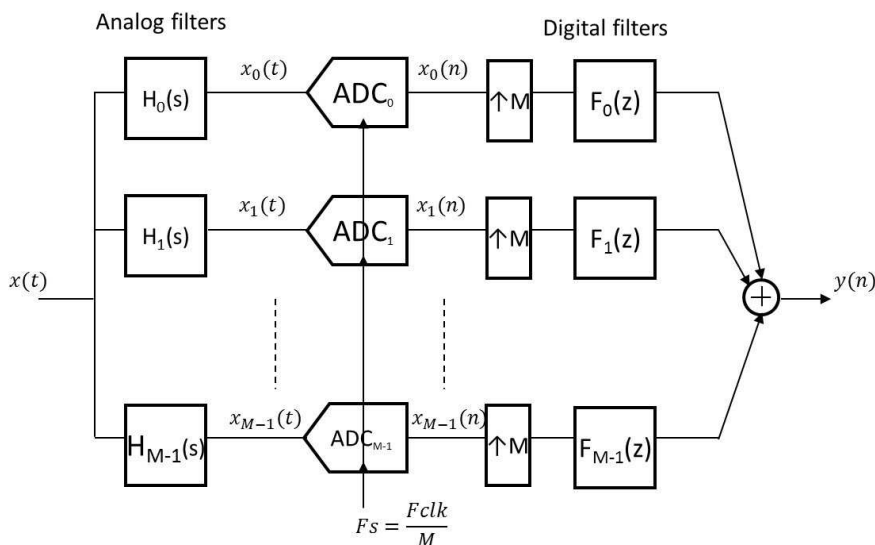 Analog filters
Digital filters
H₀(s)
x₀(t)
ADC₀
x₀(n)
↑M
F₀(z)
H₁(s)
x₁(t)
ADC₁
x₁(n)
↑M
F₁(z)
x(t)
+
y(n)
H_{M-1}(s)
x_{M−1}(t)
ADC_{M-1}
x_{M−1}(n)
↑M
F_{M-1}(z)
Fs = Fclk/M